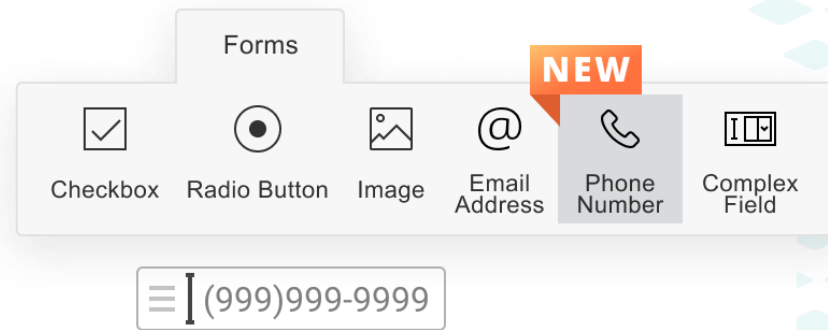 Forms
NEW
Checkbox
Radio Button
Image
Email
Address
Phone
Number
Complex
Field
(999)999-9999